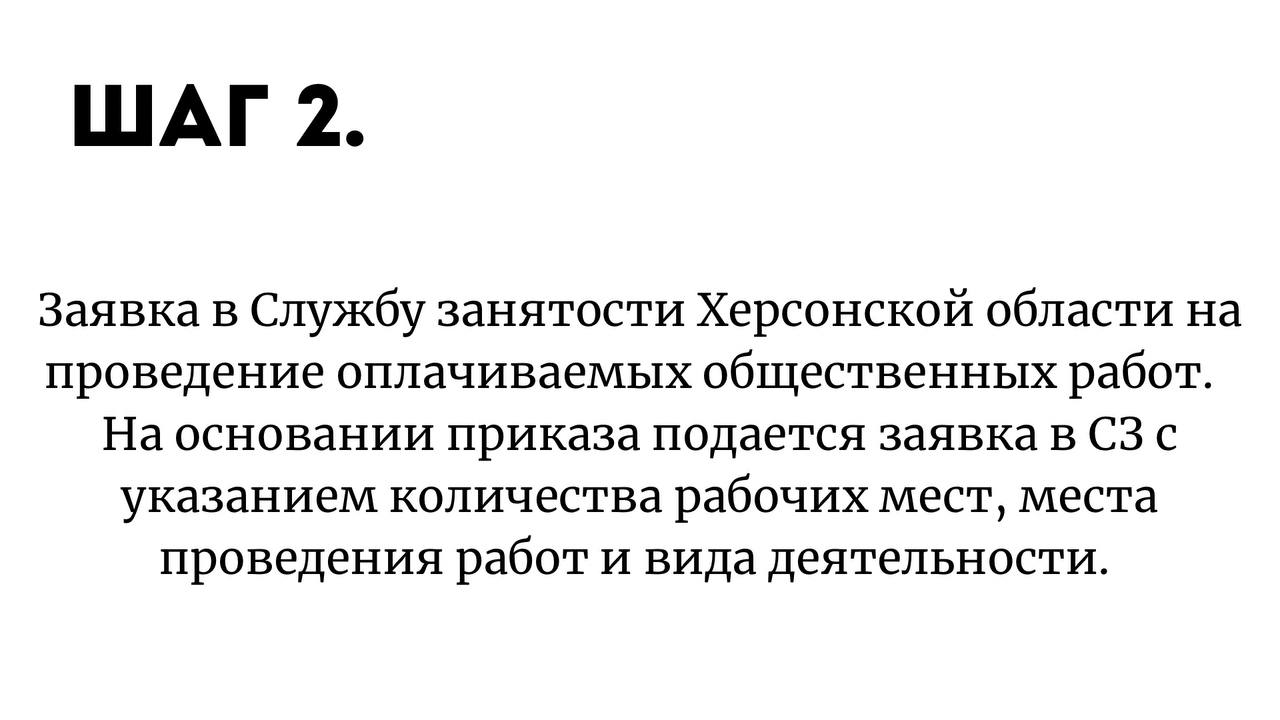 ШАГ 2.
Заявка в Службу занятости Херсонской области на
проведение оплачиваемых общественных работ.
На основании приказа подается заявка в СЗ с
указанием количества рабочих мест, места
проведения работ и вида деятельности.